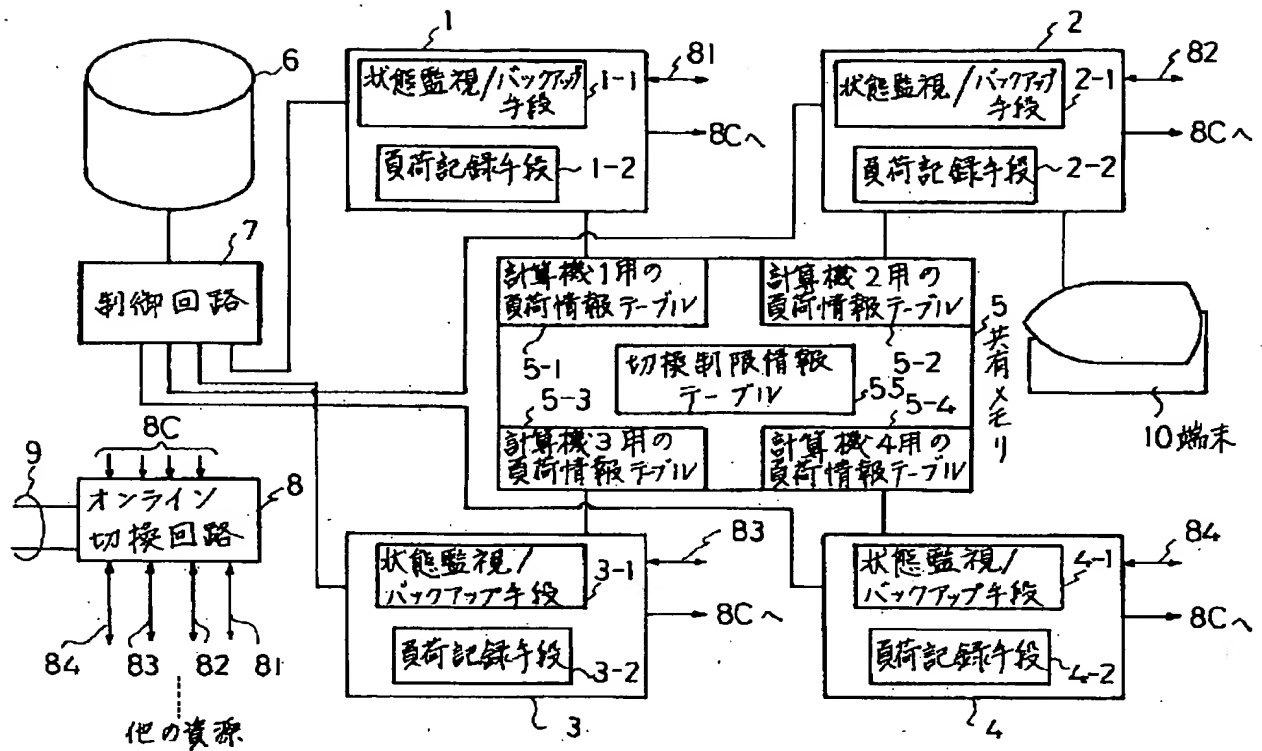 1
2
6
81
82
状態監視/バックアップ
手段
1-1
状態監視/バックアップ
手段
2-1
8Cへ
8Cへ
負荷記録手段
1-2
負荷記録手段
2-2
7
制御回路
計算機1用の
負荷情報テーブル
計算機2用の
負荷情報テーブル
5
共有メモリ
5-1
切換制限情報
テーブル
5-2
55
5-3
5-4
計算機3用の
負荷情報テーブル
計算機4用の
負荷情報テーブル
10端末
8C
9
オンライン
切換回路
8
84
83
82
81
他の資源
83
84
状態監視/
バックアップ手段
3-1
状態監視/
バックアップ手段
4-1
8Cへ
8Cへ
負荷記録手段
3-2
負荷記録手段
4-2
3
4